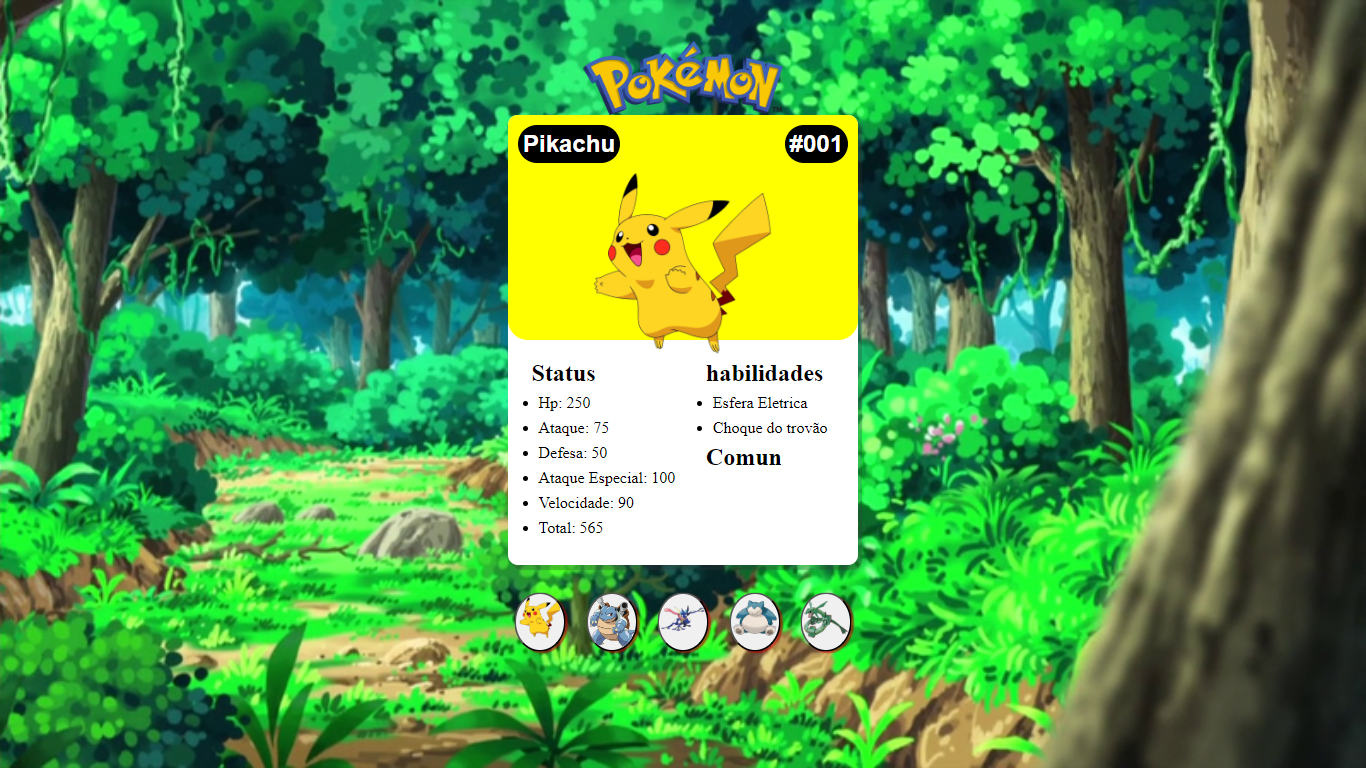 POKéMON
Pikachu
#001
Status
Hp: 250
Ataque: 75
Defesa: 50
Ataque Especial: 100
Velocidade: 90
Total: 565
habilidades
Esfera Eletrica
Choque do trovão
Comun